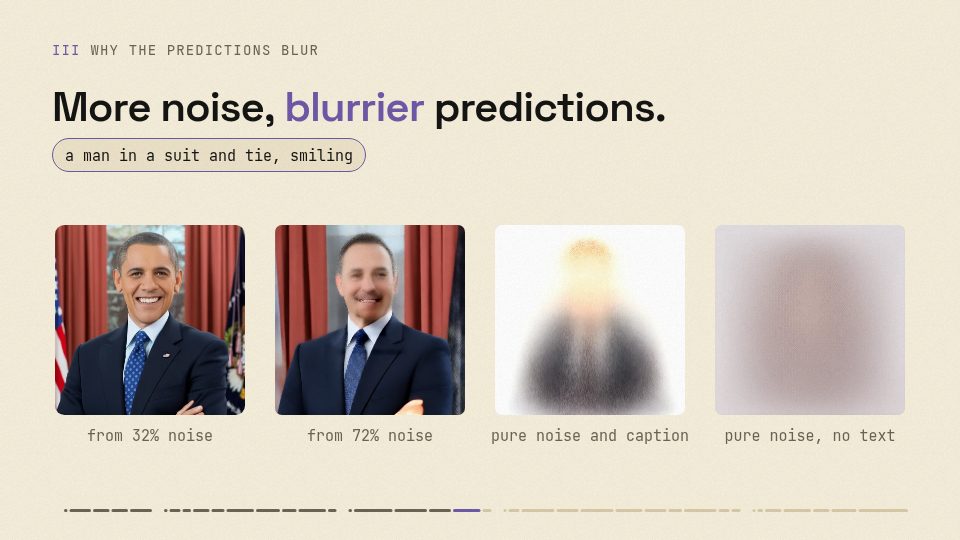 III WHY THE PREDICTIONS BLUR
More noise, blurrier predictions.
a man in a suit and tie, smiling
from 32% noise
from 72% noise
pure noise and caption
pure noise, no text